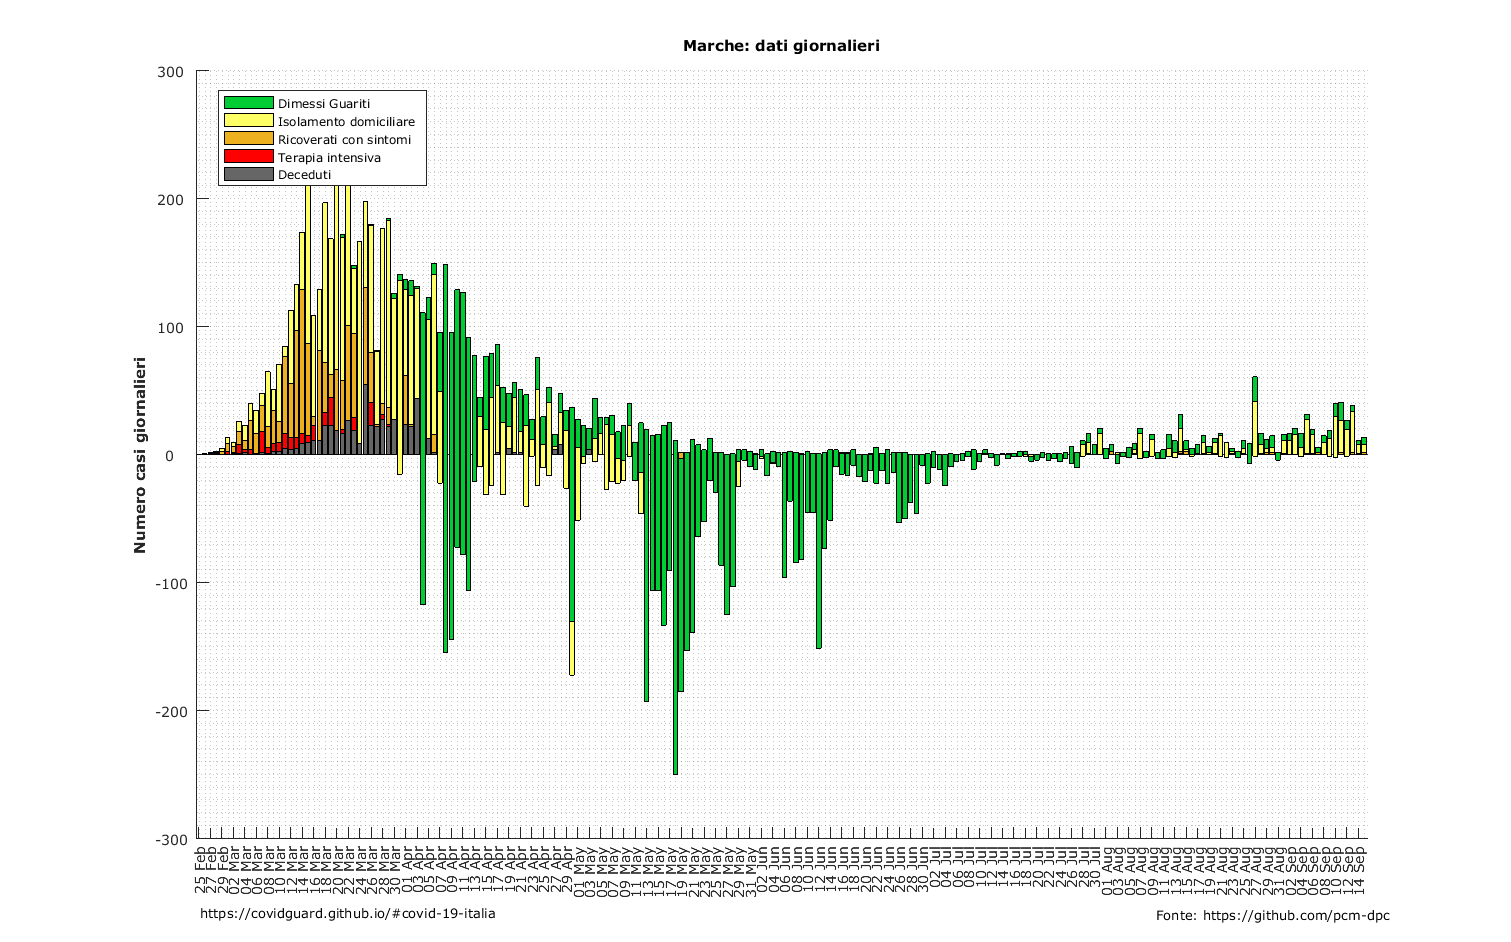 Marche: dati giornalieri
300
200
100
0
-100
-200
-300
Numero casi giornalieri
Dimessi Guariti
Isolamento domiciliare
Ricoverati con sintomi
Terapia intensiva
Deceduti
25 Feb
27 Feb
29 Feb
02 Mar
04 Mar
06 Mar
08 Mar
10 Mar
12 Mar
14 Mar
16 Mar
18 Mar
20 Mar
22 Mar
24 Mar
26 Mar
28 Mar
30 Mar
01 Apr
03 Apr
05 Apr
07 Apr
09 Apr
11 Apr
13 Apr
15 Apr
17 Apr
19 Apr
21 Apr
23 Apr
25 Apr
27 Apr
29 Apr
01 May
03 May
05 May
07 May
09 May
11 May
13 May
15 May
17 May
19 May
21 May
23 May
25 May
27 May
29 May
31 May
02 Jun
04 Jun
06 Jun
08 Jun
10 Jun
12 Jun
14 Jun
16 Jun
18 Jun
20 Jun
22 Jun
24 Jun
26 Jun
28 Jun
30 Jun
02 Jul
04 Jul
06 Jul
08 Jul
10 Jul
12 Jul
14 Jul
16 Jul
18 Jul
20 Jul
22 Jul
24 Jul
26 Jul
28 Jul
30 Jul
01 Aug
03 Aug
05 Aug
07 Aug
09 Aug
11 Aug
13 Aug
15 Aug
17 Aug
19 Aug
21 Aug
23 Aug
25 Aug
27 Aug
29 Aug
31 Aug
02 Sep
04 Sep
06 Sep
08 Sep
10 Sep
12 Sep
14 Sep
https://covidguard.github.io/#covid-19-italia
Fonte: https://github.com/pcm-dpc